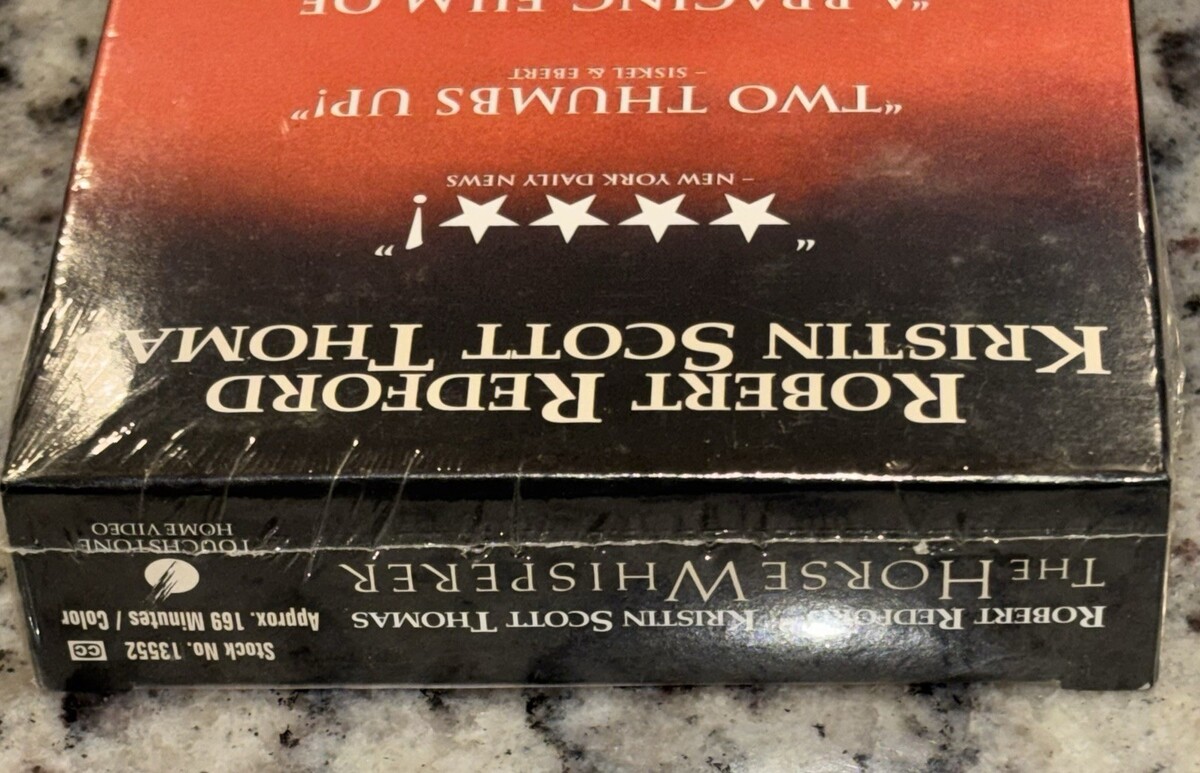 ROBERT REDFORD KRISTIN SCOTT THOMAS
THE HORSE WHISPERER
Stock No. 13552 CC
Approx. 169 Minutes / Color
TOUCHSTONE
HOME VIDEO
ROBERT REDFORD
KRISTIN SCOTT THOMA
"★★★★!"
– NEW YORK DAILY NEWS
"TWO THUMBS UP!"
– SISKEL & EBERT
"A BRACING FILM OF